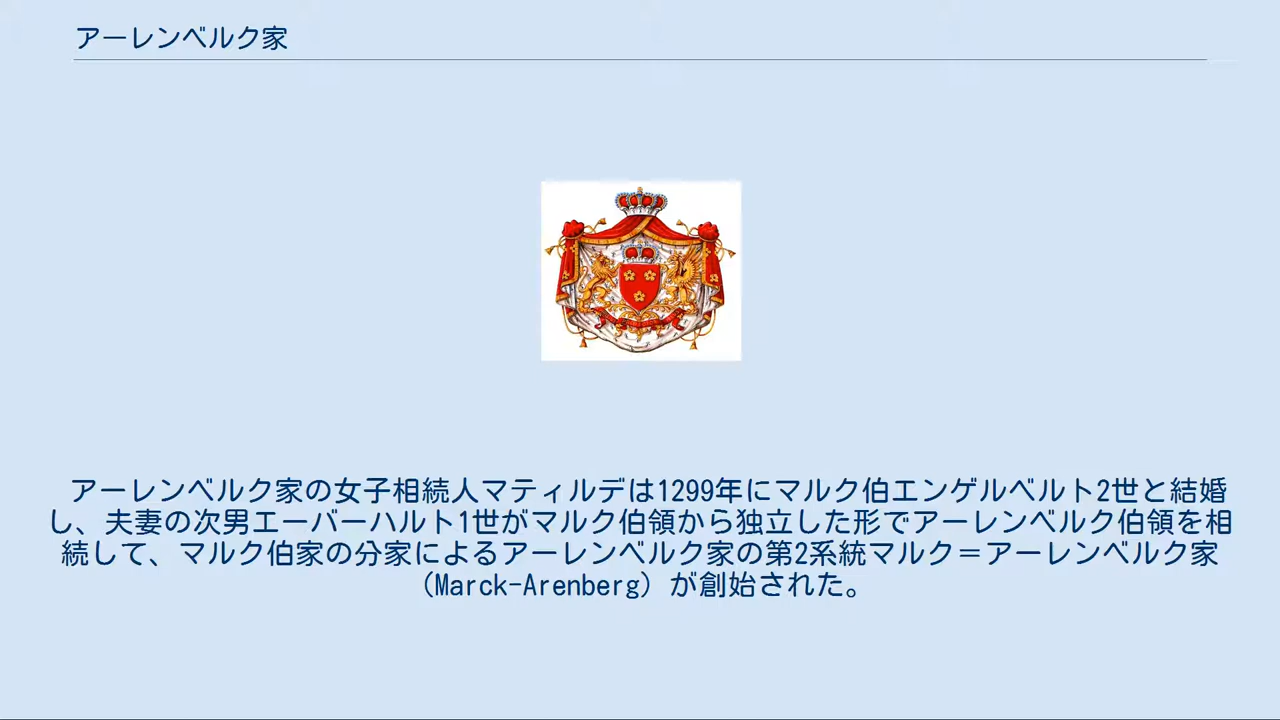 アーレンベルク家
アーレンベルク家の女子相続人マティルデは1299年にマルク伯エンゲルベルト2世と結婚
し、夫妻の次男エーバーハルト1世がマルク伯領から独立した形でアーレンベルク伯領を相
続して、マルク伯家の分家によるアーレンベルク家の第2系統マルク＝アーレンベルク家
（Marck-Arenberg）が創始された。